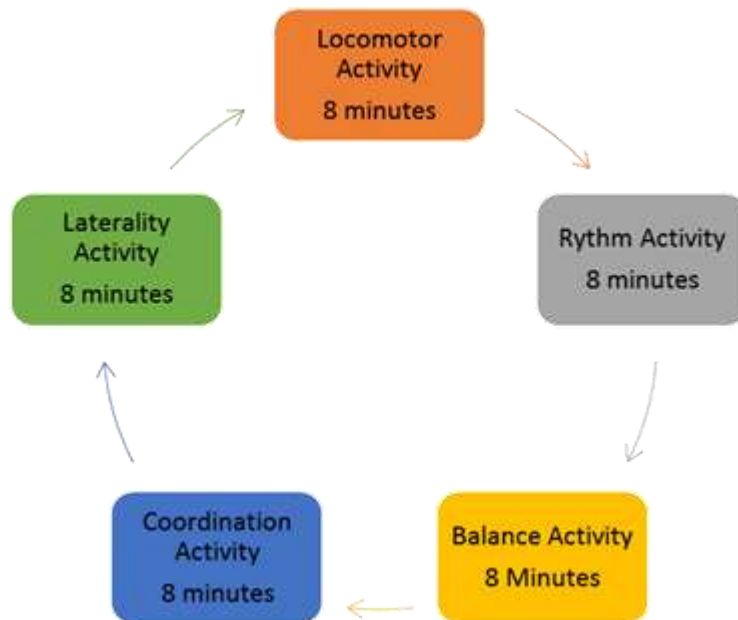 Locomotor
Activity
8 minutes
Rythm Activity
8 minutes
Balance Activity
8 Minutes
Coordination
Activity
8 minutes
Laterality
Activity
8 minutes